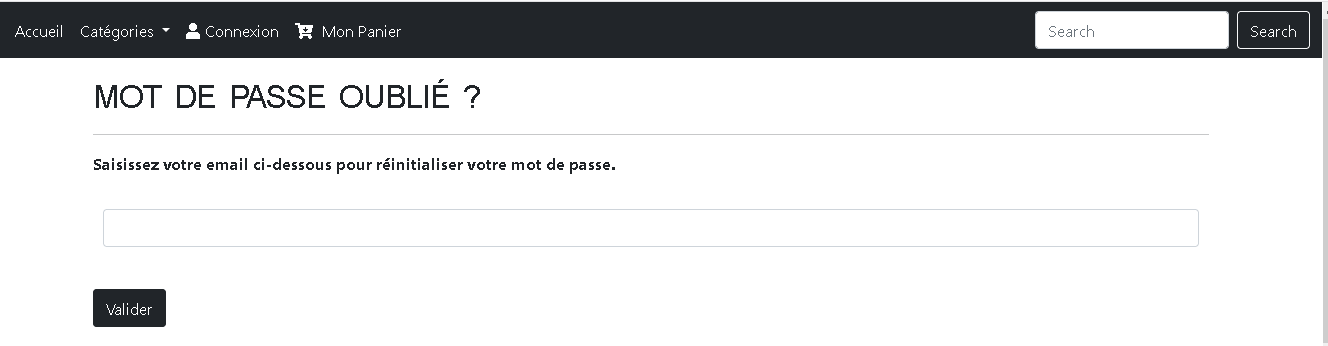 Accueil Catégories Connexion Mon Panier Search Search
MOT DE PASSE OUBLIÉ ?
Saisissez votre email ci-dessous pour réinitialiser votre mot de passe.
Valider